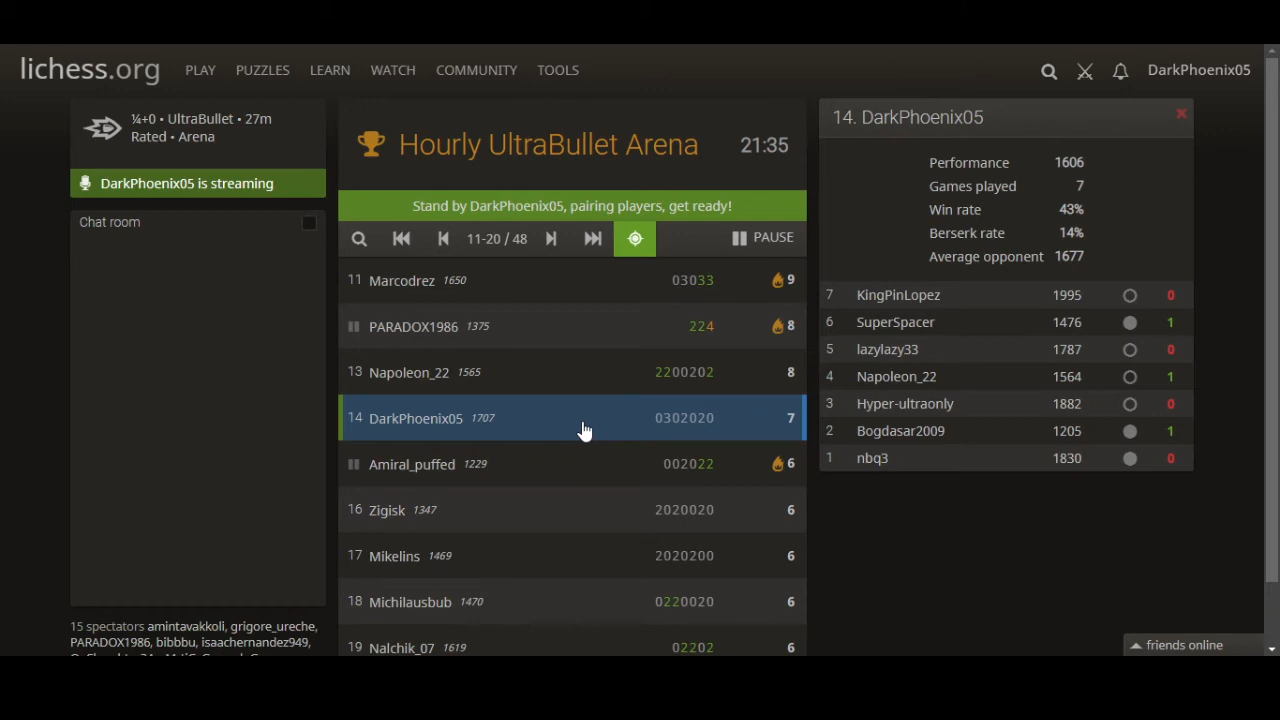 lichess.org PLAY PUZZLES LEARN WATCH COMMUNITY TOOLS DarkPhoenix05
¼+0 • UltraBullet • 27m
Rated • Arena
DarkPhoenix05 is streaming
Chat room
15 spectators amintavakkoli, grigore_ureche,
PARADOX1986, bibbbu, isaachernandez949,
Hourly UltraBullet Arena 21:35
Stand by DarkPhoenix05, pairing players, get ready!
11-20 / 48 PAUSE
11 Marcodrez 1650 03033 9
PARADOX1986 1375 224 8
13 Napoleon_22 1565 2200202 8
14 DarkPhoenix05 1707 0302020 7
Amiral_puffed 1229 002022 6
16 Zigisk 1347 2020020 6
17 Mikelins 1469 2020200 6
18 Michilausbub 1470 0220020 6
19 Nalchik_07 1619 02202 6
14. DarkPhoenix05
Performance 1606
Games played 7
Win rate 43%
Berserk rate 14%
Average opponent 1677
7 KingPinLopez 1995 0
6 SuperSpacer 1476 1
5 lazylazy33 1787 0
4 Napoleon_22 1564 1
3 Hyper-ultraonly 1882 0
2 Bogdasar2009 1205 1
1 nbq3 1830 0
friends online